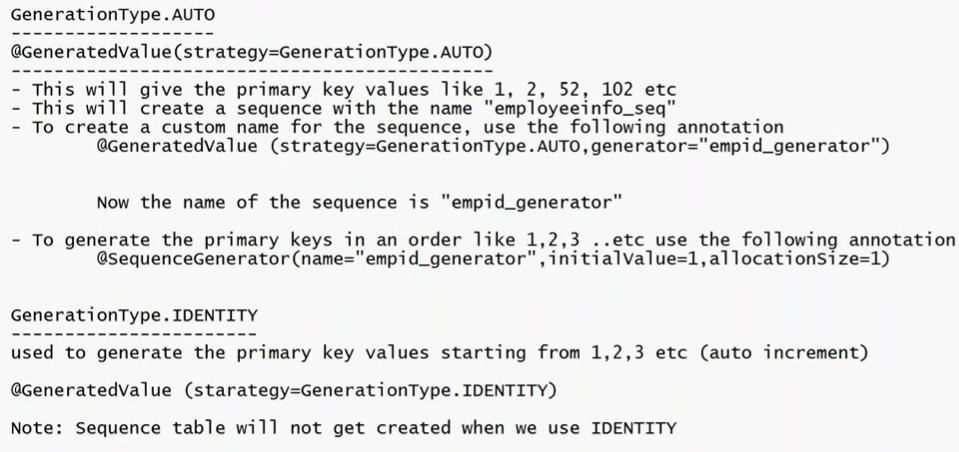 GenerationType.AUTO
-------------------
@GeneratedValue(strategy=GenerationType.AUTO)
---------------------------------------------
- This will give the primary key values like 1, 2, 52, 102 etc
- This will create a sequence with the name "employeeinfo_seq"
- To create a custom name for the sequence, use the following annotation
@GeneratedValue (strategy=GenerationType.AUTO,generator="empid_generator")
Now the name of the sequence is "empid_generator"
- To generate the primary keys in an order like 1,2,3 ..etc use the following annotation
@SequenceGenerator(name="empid_generator",initialValue=1,allocationSize=1)
GenerationType.IDENTITY
-----------------------
used to generate the primary key values starting from 1,2,3 etc (auto increment)
@GeneratedValue (starategy=GenerationType.IDENTITY)
Note: Sequence table will not get created when we use IDENTITY